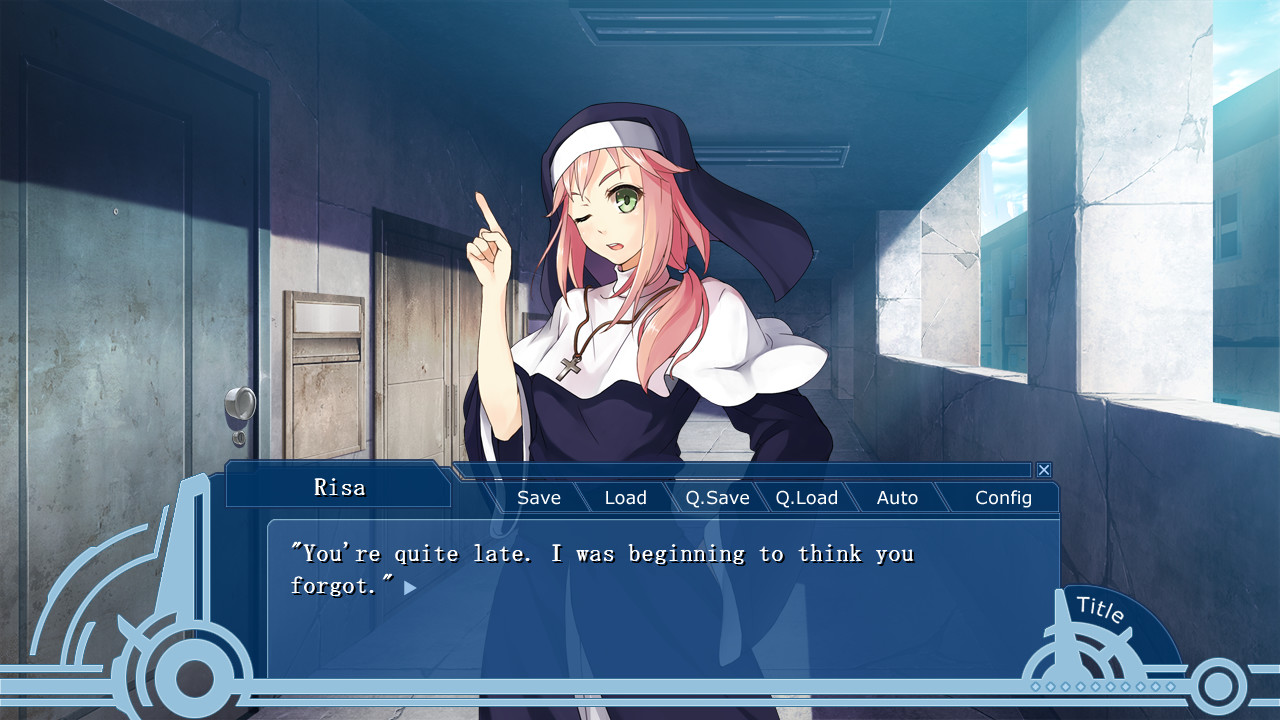 Risa
Save Load Q.Save Q.Load Auto Config
"You're quite late. I was beginning to think you
forgot."
Title